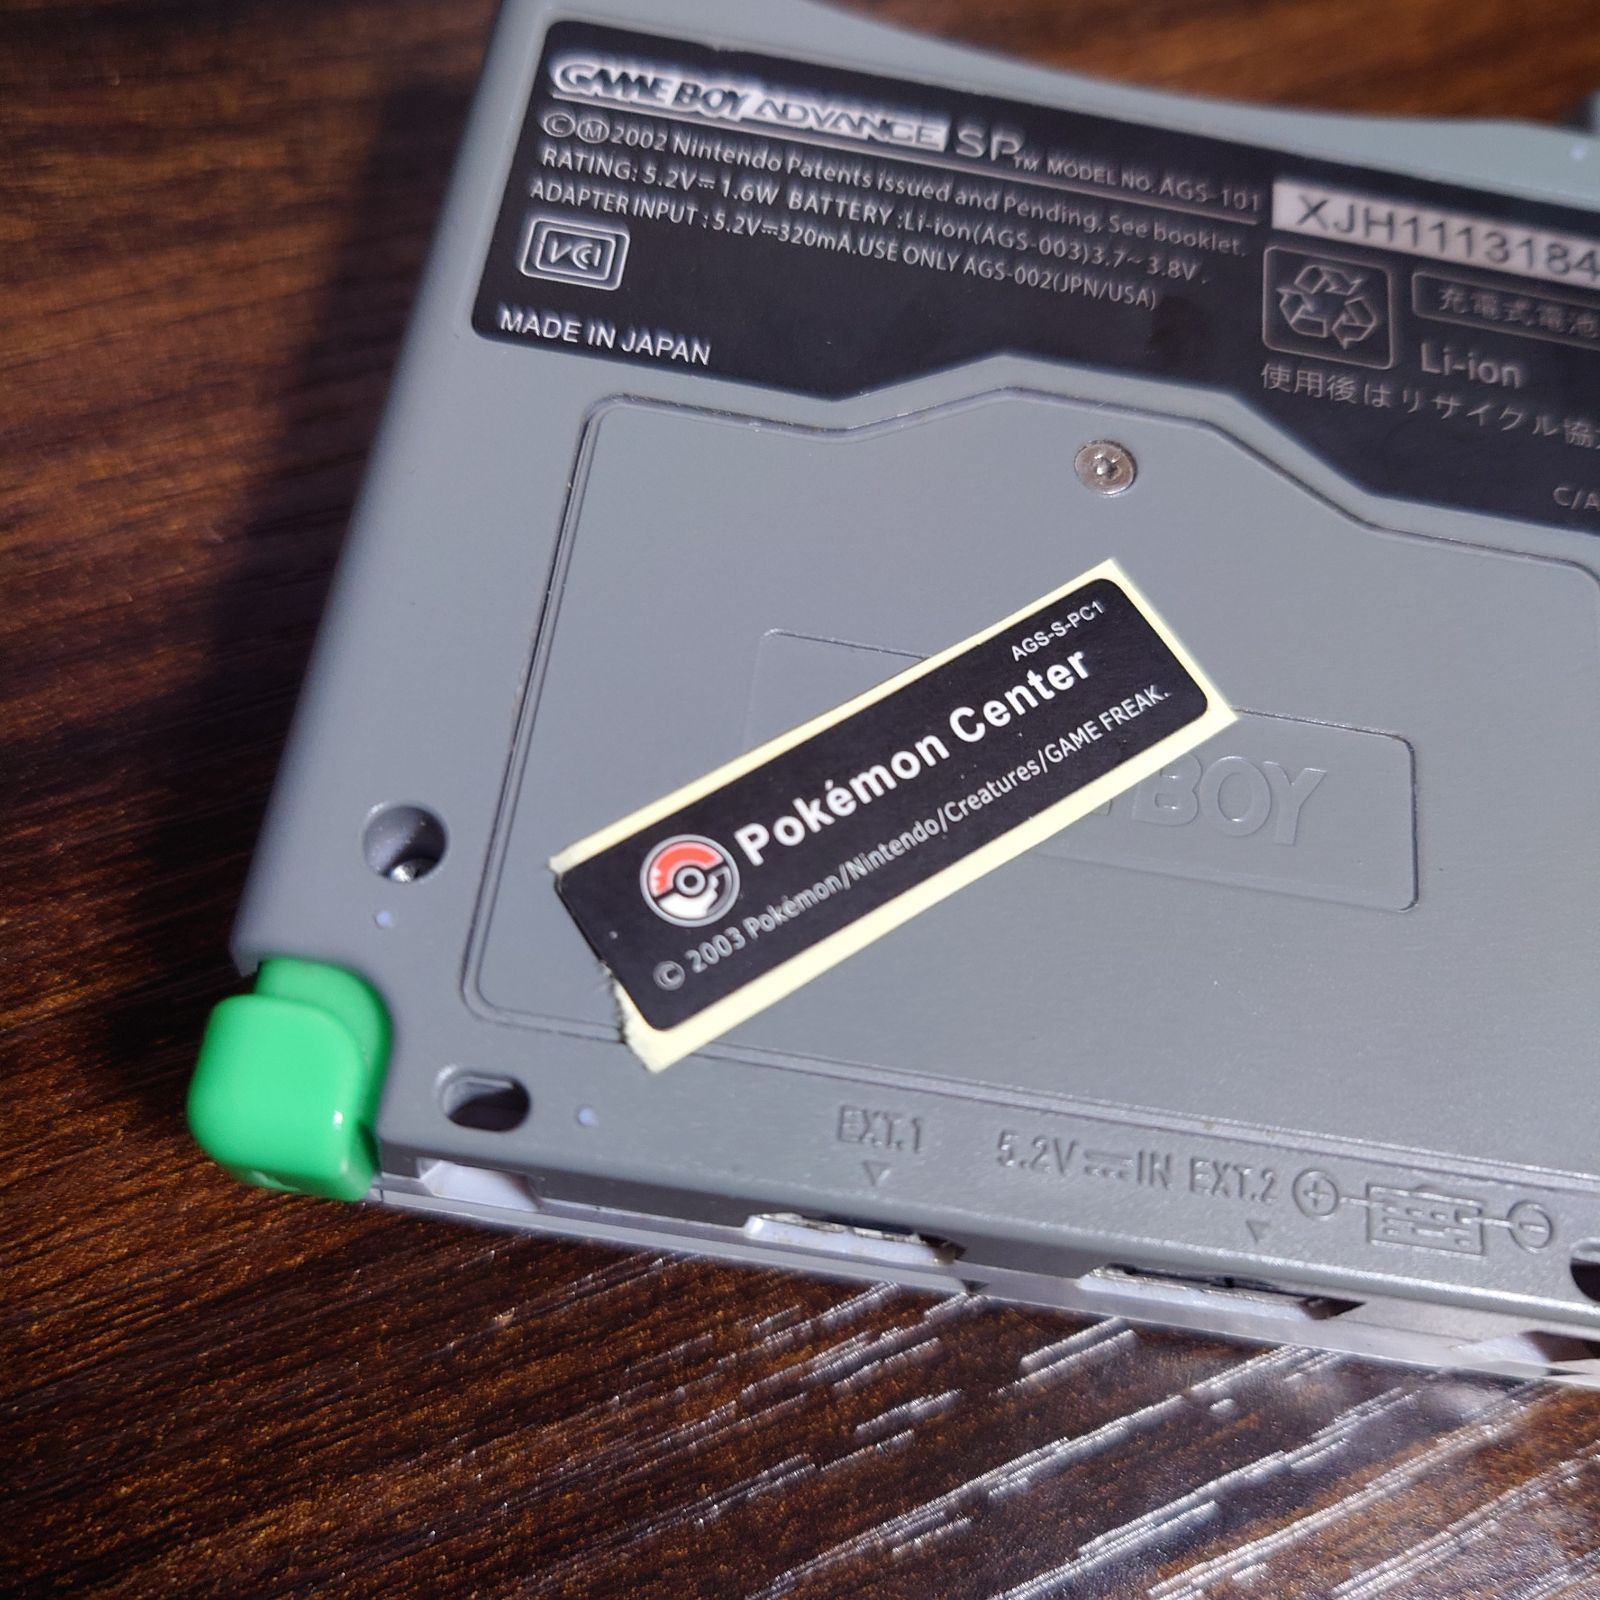 GAME BOY ADVANCE SP™ MODEL NO. AGS-101
©Ⓜ2002 Nintendo Patents issued and Pending, See booklet.
RATING: 5.2V⎓1.6W BATTERY :Li-ion(AGS-003)3.7~3.8V.
ADAPTER INPUT : 5.2V⎓320mA.USE ONLY AGS-002(JPN/USA)
VCI
MADE IN JAPAN
XJH11131184
充電式電池
Li-ion
使用後はリサイクル協
C/A
AGS-S-PC1
Pokémon Center
© 2003 Pokémon/Nintendo/Creatures/GAME FREAK.
BOY
EXT.1
5.2V⎓IN EXT.2